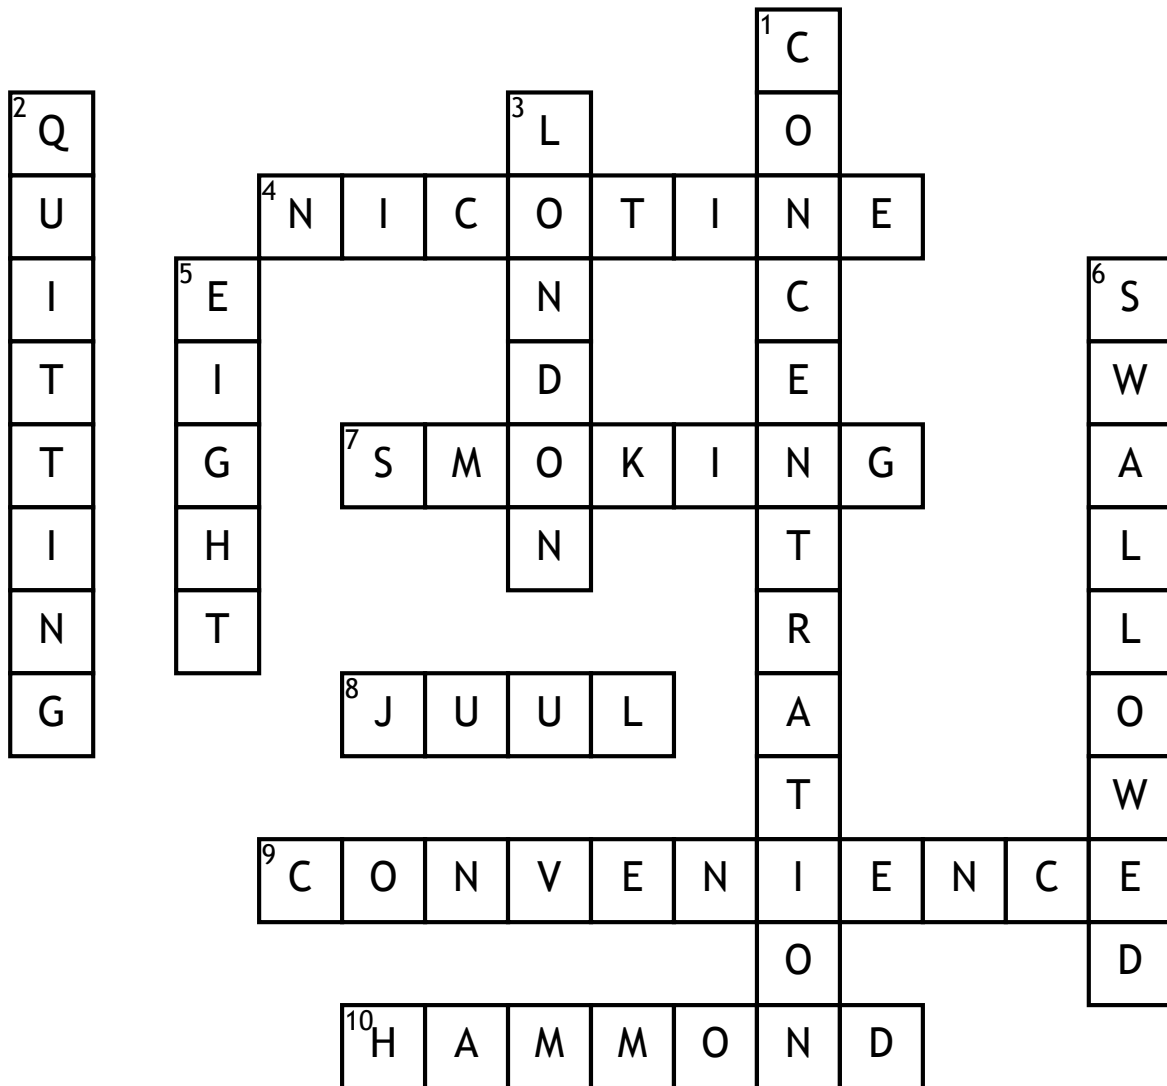 1 C
2 Q 3 L O
U 4 N I C O T I N E
I 5 E N C 6 S
T I D E W
T G 7 S M O K I N G A
I H N T L
N T R L
G 8 J U U L A O
T W
9 C O N V E N I E N C E
O D
10 H A M M O N D